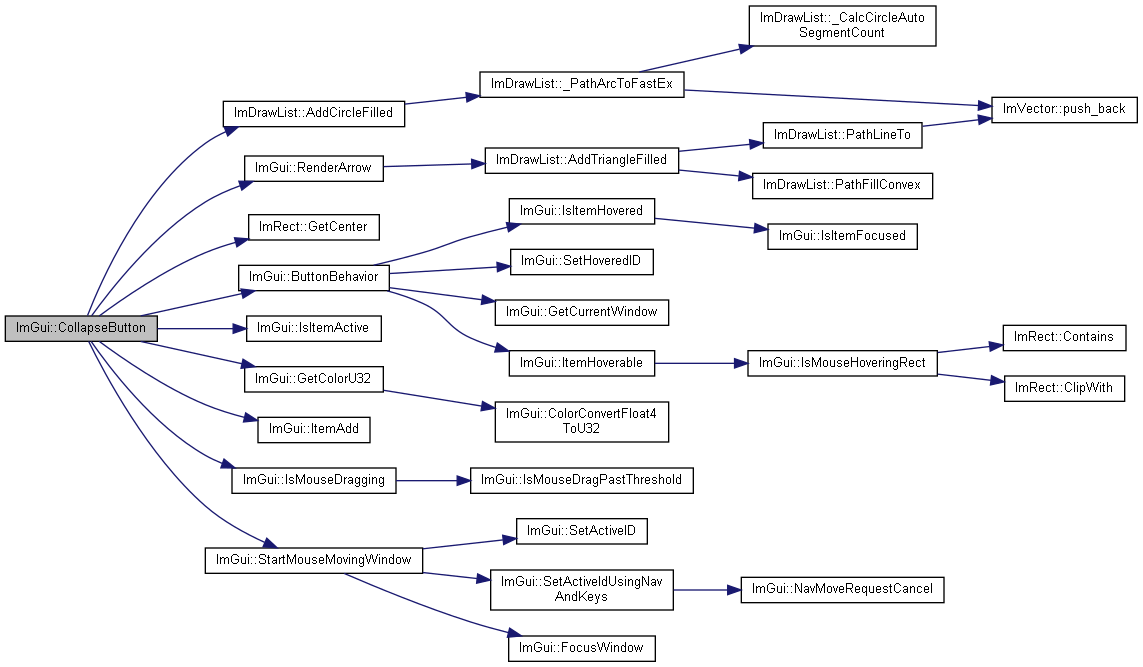 ImDrawList::_CalcCircleAuto
SegmentCount
ImDrawList::_PathArcToFastEx
ImVector::push_back
ImDrawList::AddCircleFilled
ImDrawList::PathLineTo
ImGui::RenderArrow
ImDrawList::AddTriangleFilled
ImDrawList::PathFillConvex
ImGui::IsItemHovered
ImRect::GetCenter
ImGui::IsItemFocused
ImGui::SetHoveredID
ImGui::ButtonBehavior
ImGui::GetCurrentWindow
ImGui::CollapseButton
ImGui::IsItemActive
ImRect::Contains
ImGui::ItemHoverable
ImGui::IsMouseHoveringRect
ImGui::GetColorU32
ImRect::ClipWith
ImGui::ColorConvertFloat4
ToU32
ImGui::ItemAdd
ImGui::IsMouseDragging
ImGui::IsMouseDragPastThreshold
ImGui::SetActiveID
ImGui::StartMouseMovingWindow
ImGui::SetActiveIdUsingNav
AndKeys
ImGui::NavMoveRequestCancel
ImGui::FocusWindow